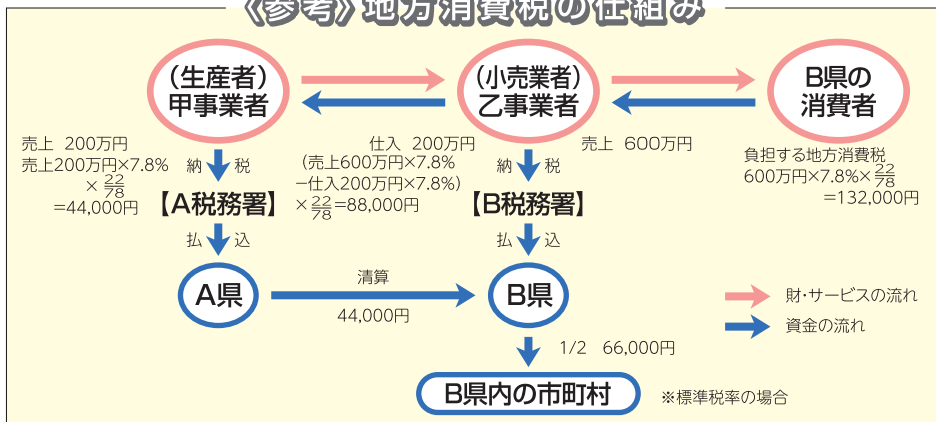 〈参考〉地方消費税の仕組み
(生産者)
甲事業者
(小売業者)
乙事業者
B県の
消費者
売上 200万円
売上200万円×7.8%
×22/78
=44,000円
納 税
仕入 200万円
(売上600万円×7.8%
−仕入200万円×7.8%)
×22/78=88,000円
納 税
売上 600万円
負担する地方消費税
600万円×7.8%×22/78
=132,000円
【A税務署】
【B税務署】
払 込
払 込
A県
清算
44,000円
B県
財・サービスの流れ
資金の流れ
1/2 66,000円
B県内の市町村
※標準税率の場合